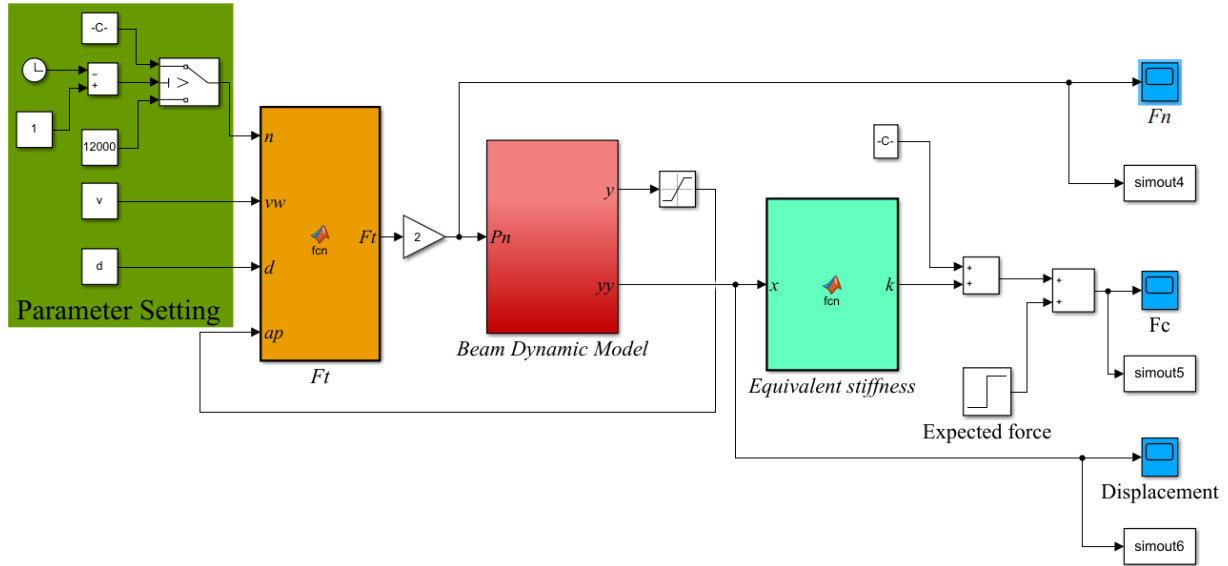 -C-
−
+
>
1
12000
v
d
Parameter Setting
n
vw
d
ap
fcn
Ft
Ft
2
Pn
y
yy
Beam Dynamic Model
x
fcn
k
Equivalent stiffness
-C-
+
+
+
+
Expected force
Fn
simout4
Fc
simout5
Displacement
simout6